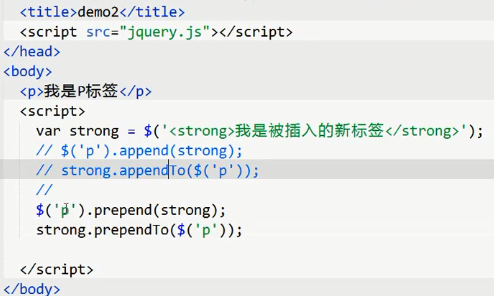 <title>demo2</title>
<script src="jquery.js"></script>
</head>
<body>
<p>我是P标签</p>
<script>
var strong = $('<strong>我是被插入的新标签</strong>');
// $('p').append(strong);
// strong.appendTo($('p'));
//
$('p').prepend(strong);
strong.prependTo($('p'));
</script>
</body>